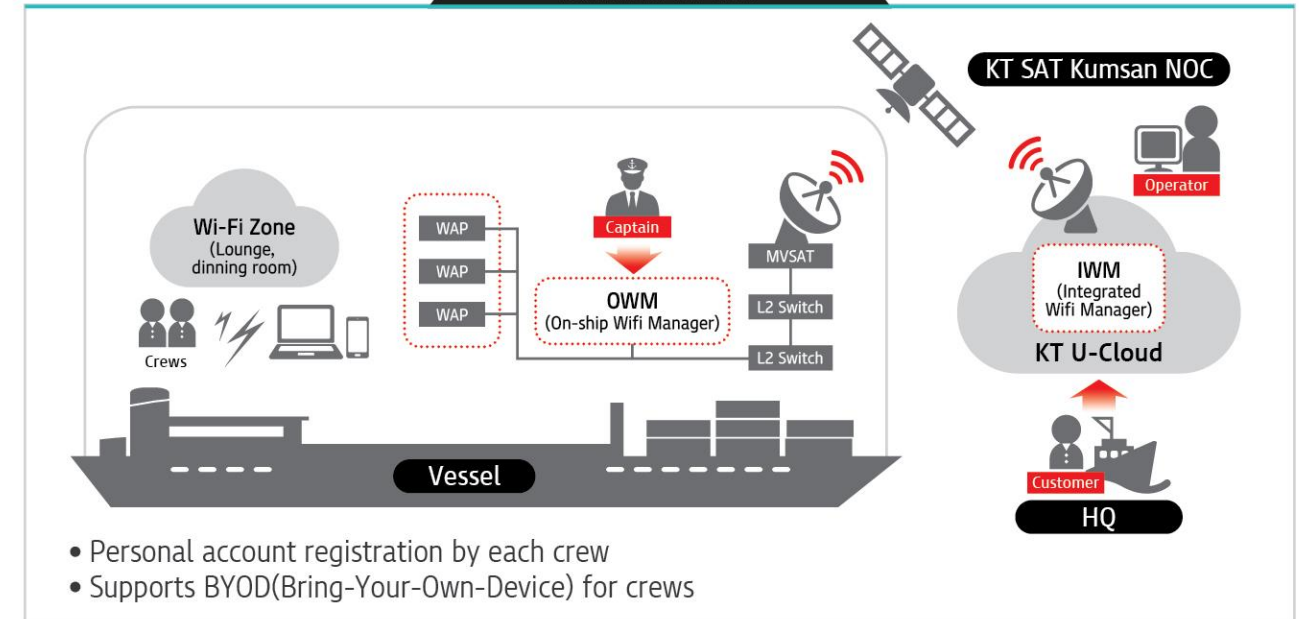 KT SAT Kumsan NOC
Operator
Wi-Fi Zone
(Lounge,
dinning room)
Crews
WAP
WAP
WAP
Captain
OWM
(On-ship Wifi Manager)
MVSAT
L2 Switch
L2 Switch
IWM
(Integrated
Wifi Manager)
KT U-Cloud
Customer
HQ
Vessel
• Personal account registration by each crew
• Supports BYOD(Bring-Your-Own-Device) for crews